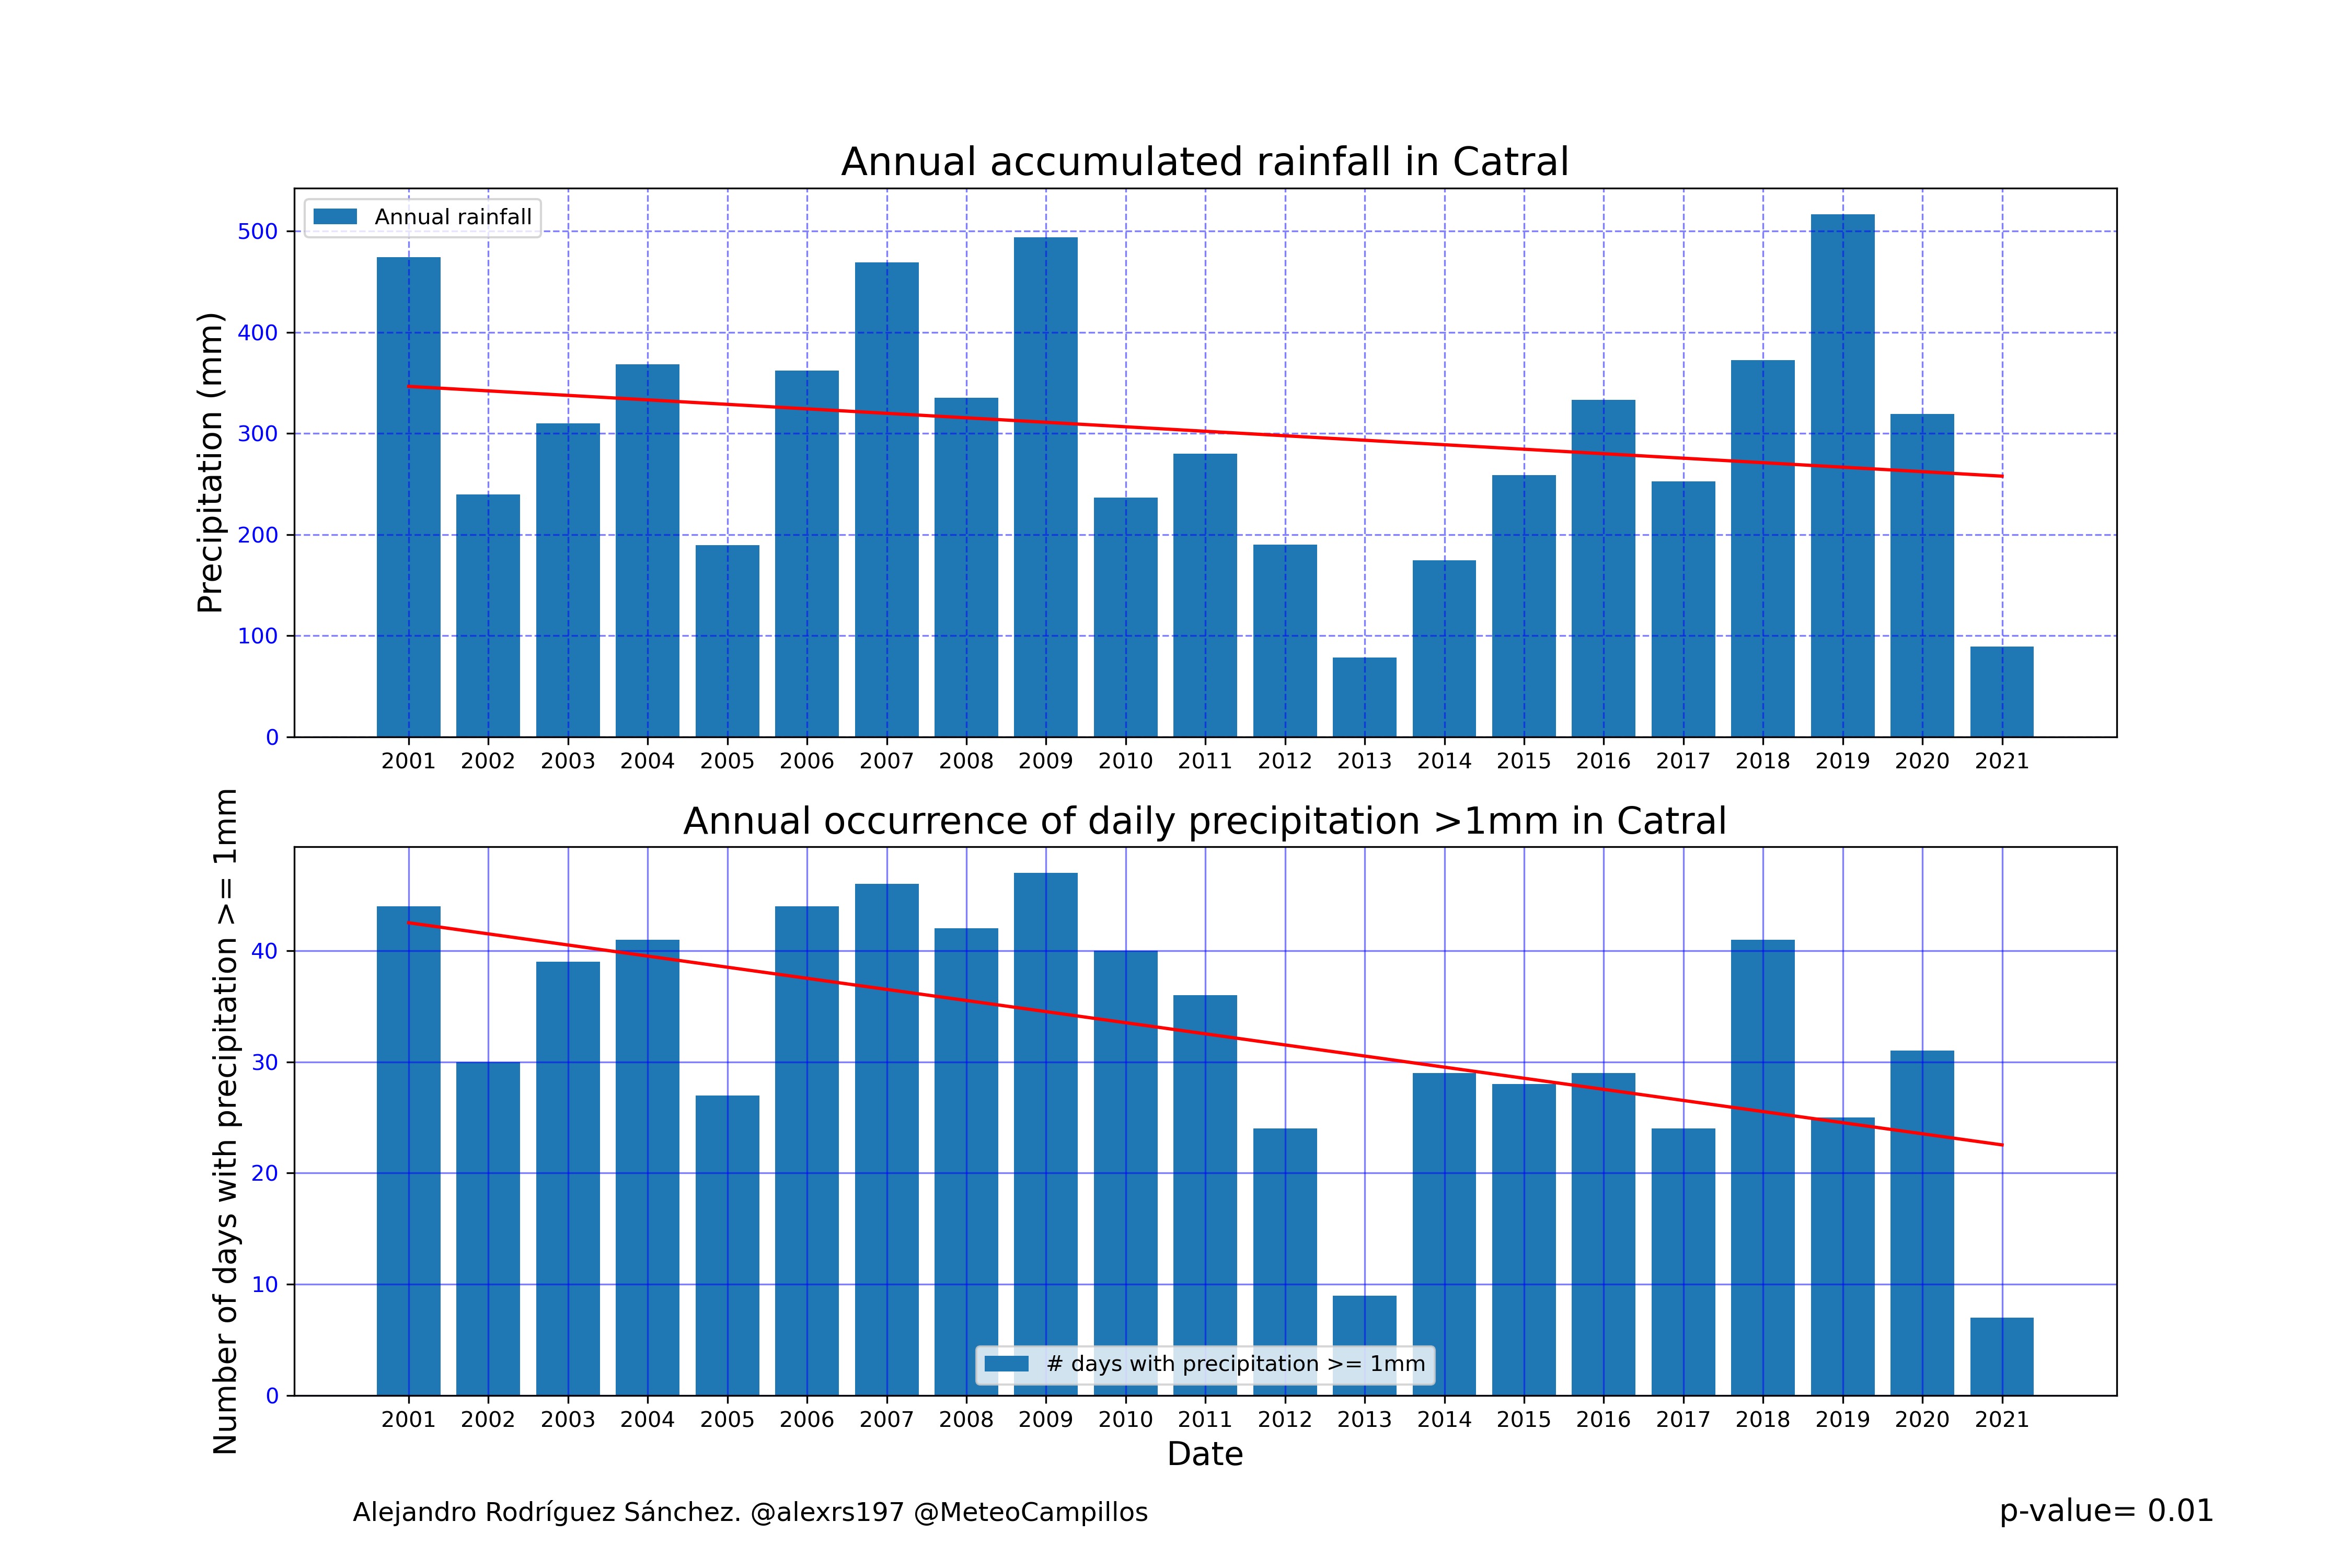 Annual accumulated rainfall in Catral
Annual rainfall
Precipitation (mm)
500
400
300
200
100
0
2001 2002 2003 2004 2005 2006 2007 2008 2009 2010 2011 2012 2013 2014 2015 2016 2017 2018 2019 2020 2021
Annual occurrence of daily precipitation >1mm in Catral
Number of days with precipitation >= 1mm
40
30
20
10
0
# days with precipitation >= 1mm
2001 2002 2003 2004 2005 2006 2007 2008 2009 2010 2011 2012 2013 2014 2015 2016 2017 2018 2019 2020 2021
Date
Alejandro Rodríguez Sánchez. @alexrs197 @MeteoCampillos
p-value= 0.01